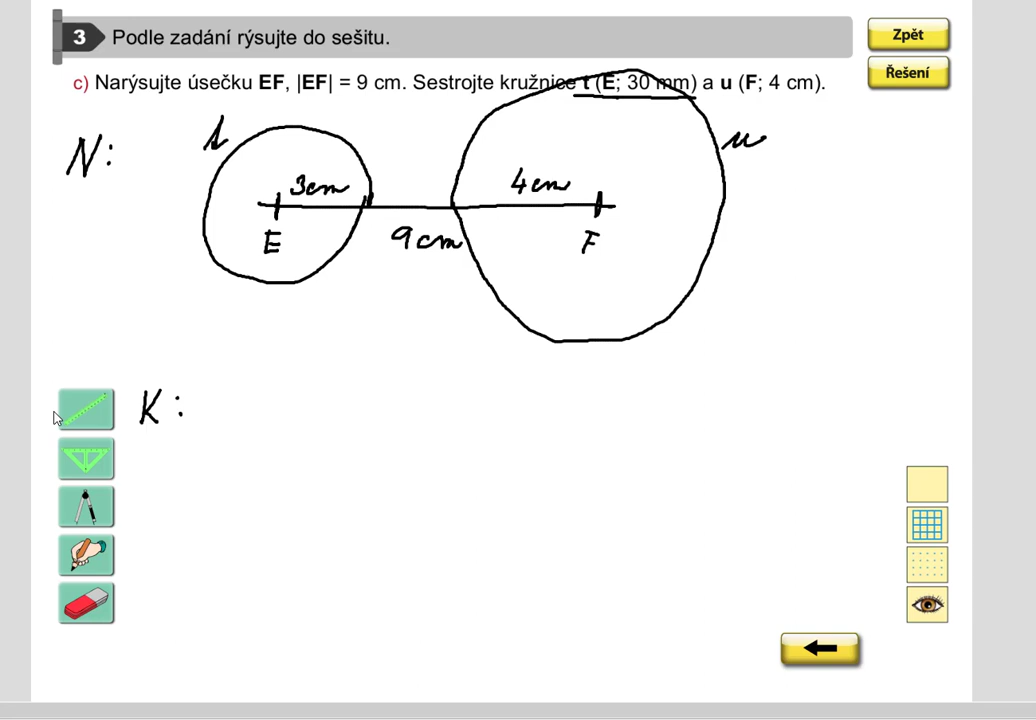 3 Podle zadání rýsujte do sešitu.
Zpět
Řešení
c) Narýsujte úsečku EF, |EF| = 9 cm. Sestrojte kružnice t (E; 30 mm) a u (F; 4 cm).
N:
t
u
3cm
4cm
E
9cm
F
K: